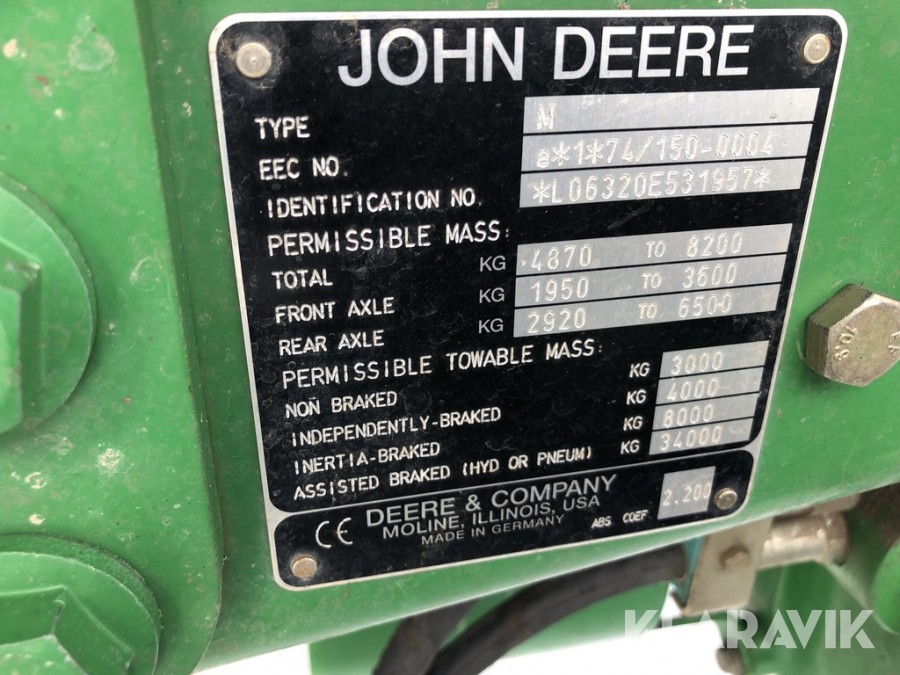 JOHN DEERE
TYPE M
EEC NO. e*1*74/150-0004
IDENTIFICATION NO. *L06320E531957*
PERMISSIBLE MASS:
TOTAL KG 4870 TO 8200
FRONT AXLE KG 1950 TO 3600
REAR AXLE KG 2920 TO 6500
PERMISSIBLE TOWABLE MASS:
NON BRAKED KG 3000
INDEPENDENTLY-BRAKED KG 4000
INERTIA-BRAKED KG 8000
ASSISTED BRAKED (HYD OR PNEUM) KG 34000
CE DEERE & COMPANY
MOLINE, ILLINOIS, USA
MADE IN GERMANY ABS COEF 2.200
KLARAVIK